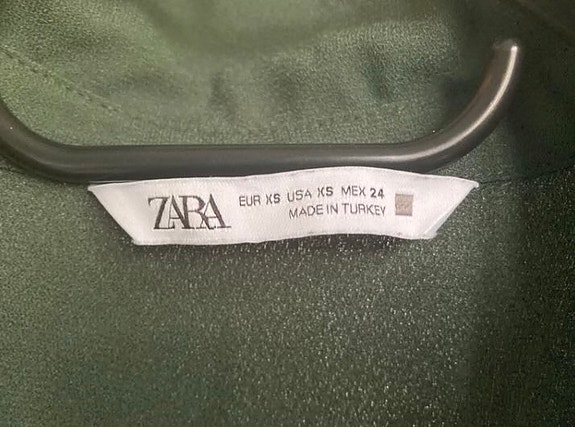 ZARA
EUR XS USA XS MEX 24
MADE IN TURKEY